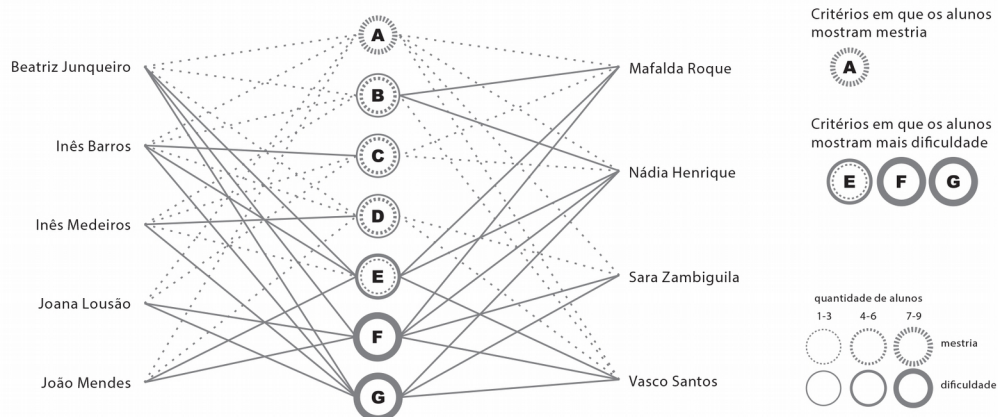 Beatriz Junqueiro
Inês Barros
Inês Medeiros
Joana Lousão
João Mendes
A
B
C
D
E
F
G
Mafalda Roque
Nádia Henrique
Sara Zambiguila
Vasco Santos
Critérios em que os alunos
mostram mestria
A
Critérios em que os alunos
mostram mais dificuldade
E F G
quantidade de alunos
1-3 4-6 7-9
mestria
dificuldade